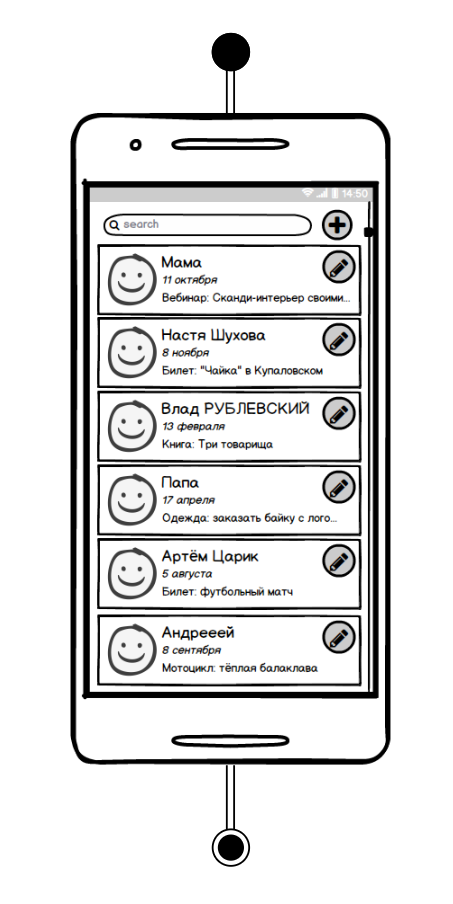 14:50
search
Мама
11 октября
Вебинар: Сканди-интерьер своими...
Настя Шухова
8 ноября
Билет: "Чайка" в Купаловском
Влад РУБЛЕВСКИЙ
13 февраля
Книга: Три товарища
Папа
17 апреля
Одежда: заказать байку с лого...
Артём Царик
5 августа
Билет: футбольный матч
Андрееей
8 сентября
Мотоцикл: тёплая балаклава